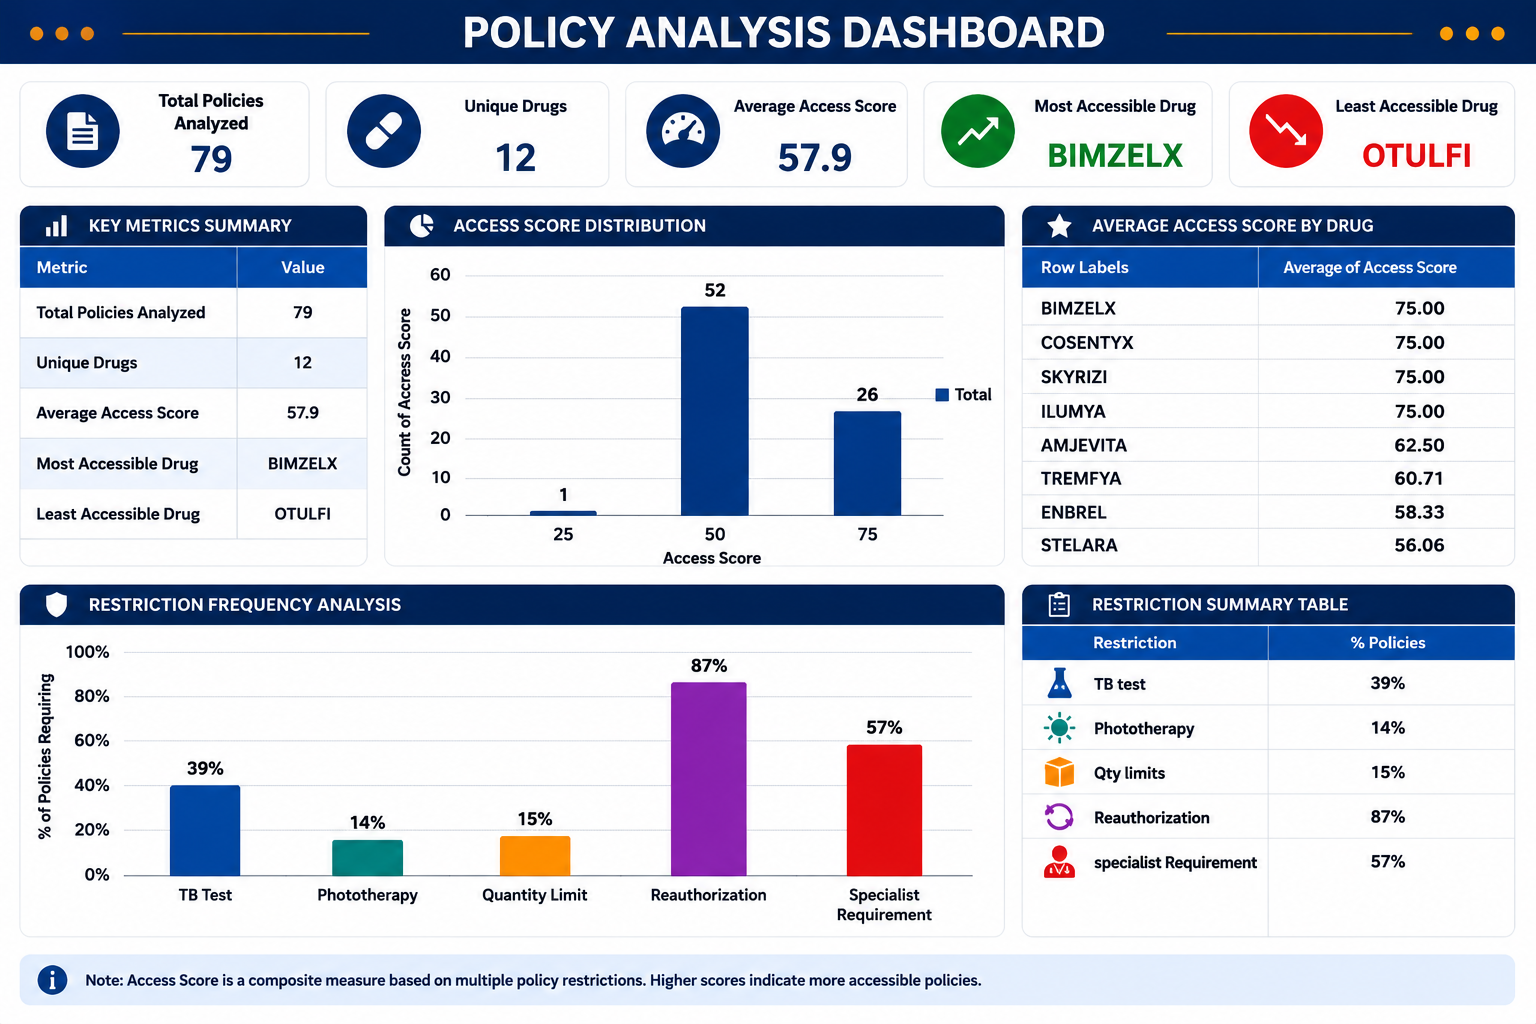 POLICY ANALYSIS DASHBOARD
Total Policies
Analyzed
79
Unique Drugs
12
Average Access Score
57.9
Most Accessible Drug
BIMZELX
Least Accessible Drug
OTULFI
KEY METRICS SUMMARY
Metric Value
Total Policies Analyzed 79
Unique Drugs 12
Average Access Score 57.9
Most Accessible Drug BIMZELX
Least Accessible Drug OTULFI
ACCESS SCORE DISTRIBUTION
Count of Accress Score
60
50
40
30
20
10
0
1
52
26
Total
25 50 75
Access Score
AVERAGE ACCESS SCORE BY DRUG
Row Labels Average of Access Score
BIMZELX 75.00
COSENTYX 75.00
SKYRIZI 75.00
ILUMYA 75.00
AMJEVITA 62.50
TREMFYA 60.71
ENBREL 58.33
STELARA 56.06
RESTRICTION FREQUENCY ANALYSIS
% of Policies Requiring
100%
80%
60%
40%
20%
0%
39%
14%
15%
87%
57%
TB Test
Phototherapy
Quantity Limit
Reauthorization
Specialist
Requirement
RESTRICTION SUMMARY TABLE
Restriction % Policies
TB test 39%
Phototherapy 14%
Qty limits 15%
Reauthorization 87%
specialist Requirement 57%
Note: Access Score is a composite measure based on multiple policy restrictions. Higher scores indicate more accessible policies.